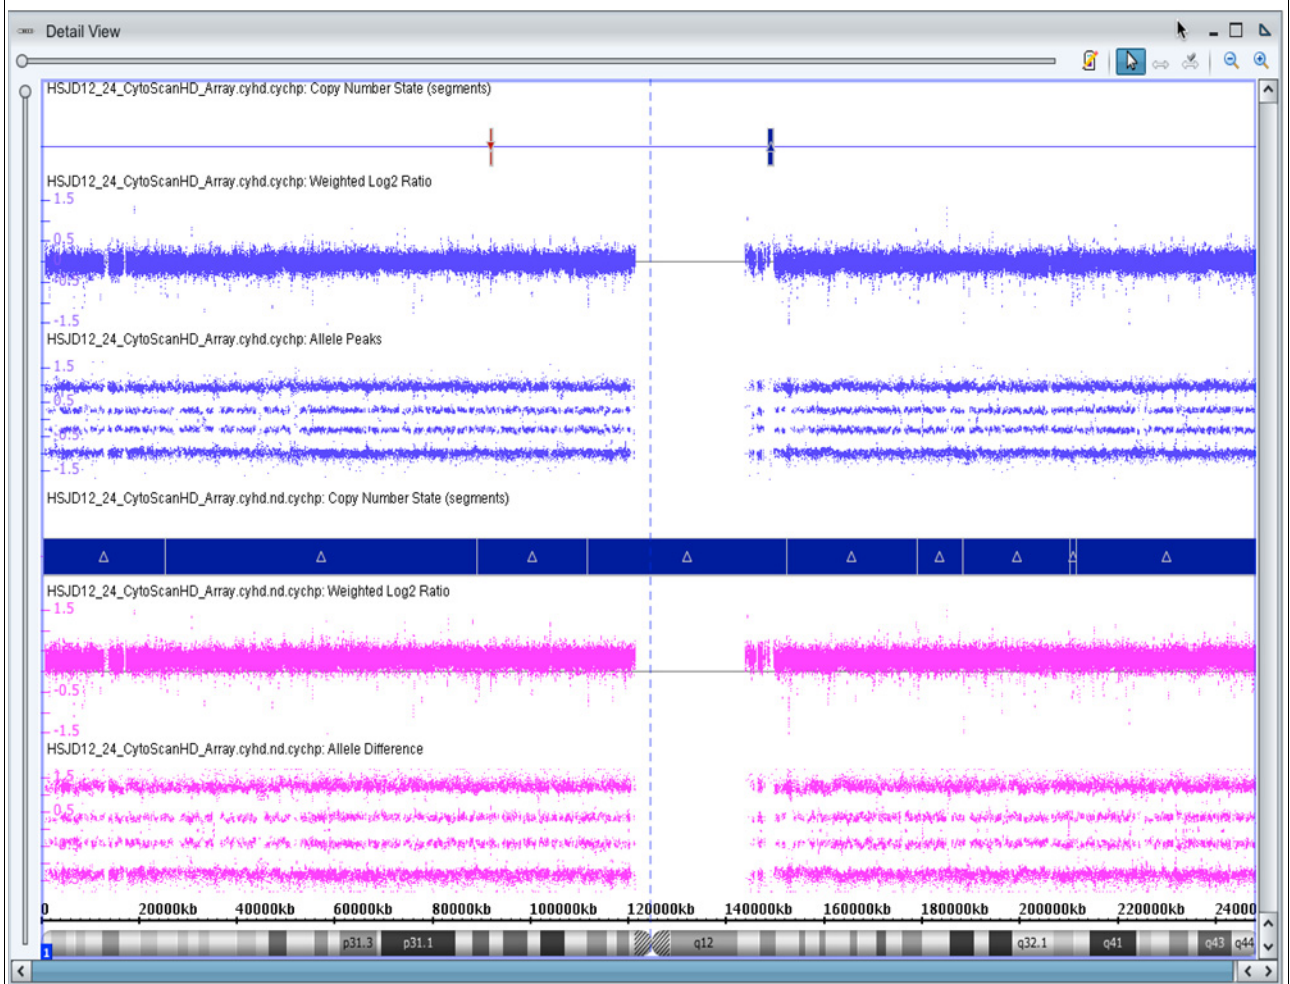 Detail View
HSJD12_24_CytoScanHD_Array.cyhd.cychp: Copy Number State (segments)
HSJD12_24_CytoScanHD_Array.cyhd.cychp: Weighted Log2 Ratio
1.5
0.5
-0.5
-1.5
HSJD12_24_CytoScanHD_Array.cyhd.cychp: Allele Peaks
1.5
0.5
-0.5
-1.5
HSJD12_24_CytoScanHD_Array.cyhd.nd.cychp: Copy Number State (segments)
HSJD12_24_CytoScanHD_Array.cyhd.nd.cychp: Weighted Log2 Ratio
1.5
-0.5
-1.5
HSJD12_24_CytoScanHD_Array.cyhd.nd.cychp: Allele Difference
1.5
0.5
0 20000kb 40000kb 60000kb 80000kb 100000kb 120000kb 140000kb 160000kb 180000kb 200000kb 220000kb 24000
p31.3 p31.1 q12 q32.1 q41 q43 q44
1